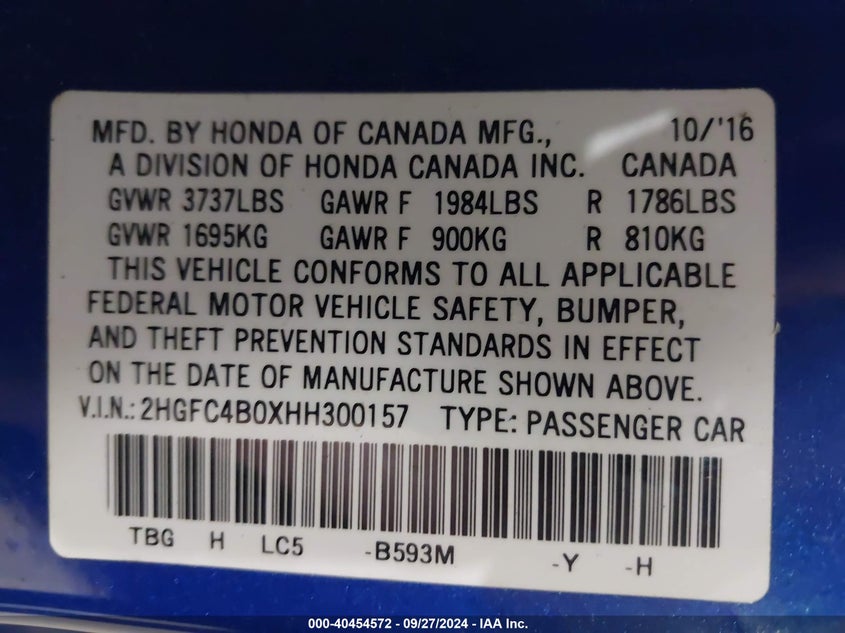 MFD. BY HONDA OF CANADA MFG., 10/'16
A DIVISION OF HONDA CANADA INC. CANADA
GVWR 3737LBS GAWR F 1984LBS R 1786LBS
GVWR 1695KG GAWR F 900KG R 810KG
THIS VEHICLE CONFORMS TO ALL APPLICABLE
FEDERAL MOTOR VEHICLE SAFETY, BUMPER,
AND THEFT PREVENTION STANDARDS IN EFFECT
ON THE DATE OF MANUFACTURE SHOWN ABOVE.
V.I.N.: 2HGFC4B0XHH300157 TYPE: PASSENGER CAR
TBG H LC5 -B593M -Y -H
000-40454572 - 09/27/2024 - IAA Inc.